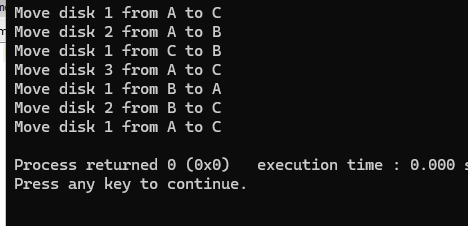 Move disk 1 from A to C
Move disk 2 from A to B
Move disk 1 from C to B
Move disk 3 from A to C
Move disk 1 from B to A
Move disk 2 from B to C
Move disk 1 from A to C
Process returned 0 (0x0)   execution time : 0.000 s
Press any key to continue.